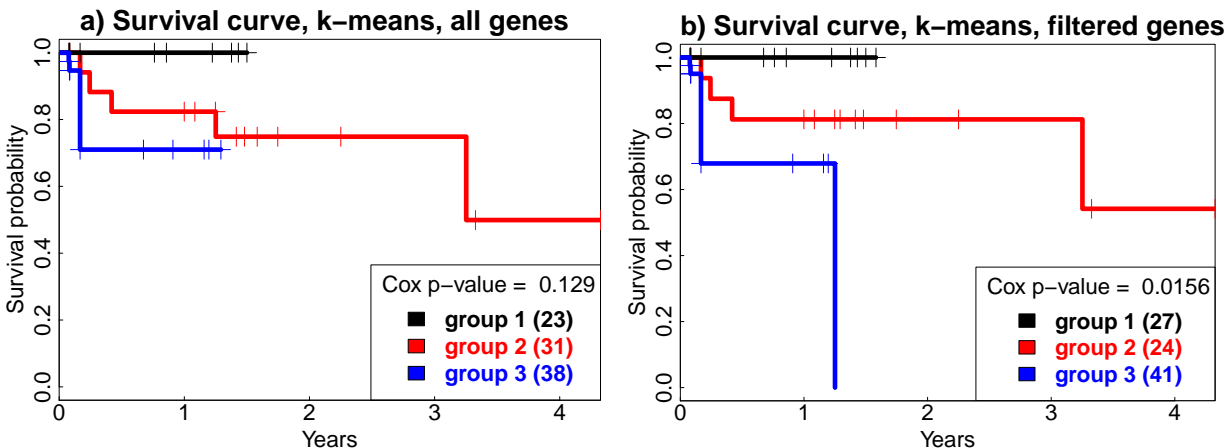 a) Survival curve, k−means, all genes
Survival probability
1.0
0.8
0.6
0.4
0.2
0.0
0 1 2 3 4
Years
Cox p−value = 0.129
group 1 (23)
group 2 (31)
group 3 (38)
b) Survival curve, k−means, filtered genes
Survival probability
1.0
0.8
0.6
0.4
0.2
0.0
0 1 2 3 4
Years
Cox p−value = 0.0156
group 1 (27)
group 2 (24)
group 3 (41)